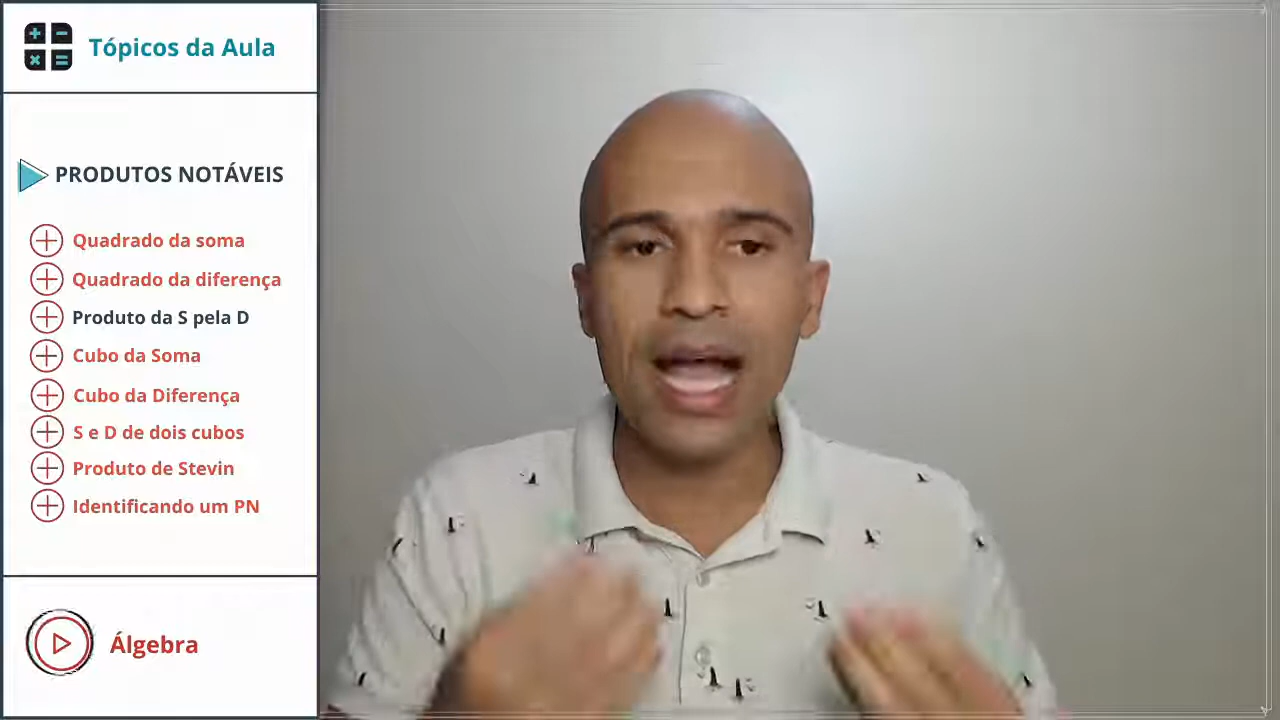 Tópicos da Aula
PRODUTOS NOTÁVEIS
Quadrado da soma
Quadrado da diferença
Produto da S pela D
Cubo da Soma
Cubo da Diferença
S e D de dois cubos
Produto de Stevin
Identificando um PN
Álgebra